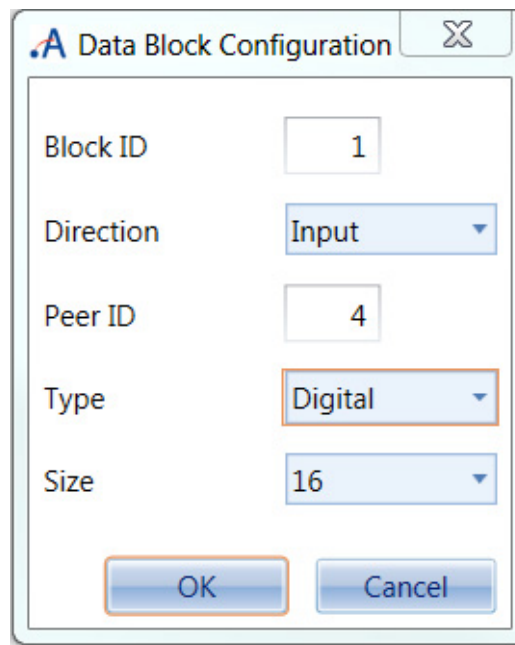 Data Block Configuration
Block ID 1
Direction Input
Peer ID 4
Type Digital
Size 16
OK Cancel